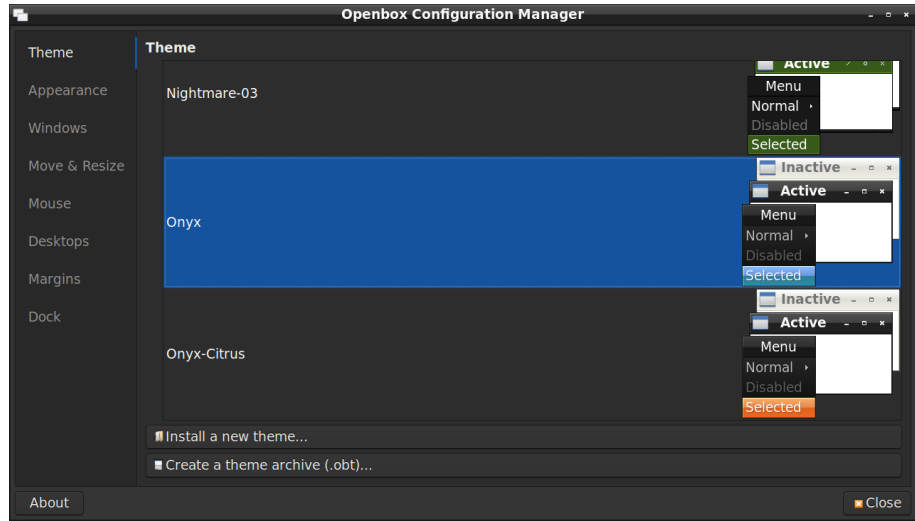 Openbox Configuration Manager
Theme
Appearance
Windows
Move & Resize
Mouse
Desktops
Margins
Dock
Theme
Nightmare-03
Active
Menu
Normal
Disabled
Selected
Onyx
Inactive
Active
Menu
Normal
Disabled
Selected
Onyx-Citrus
Inactive
Active
Menu
Normal
Disabled
Selected
Install a new theme...
Create a theme archive (.obt)...
About
Close